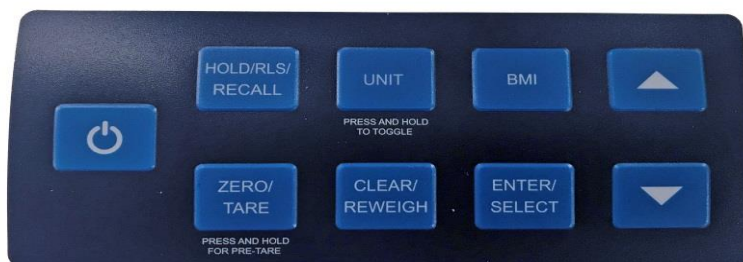 HOLD/RLS/
RECALL
UNIT
PRESS AND HOLD
TO TOGGLE
BMI
ZERO/
TARE
PRESS AND HOLD
FOR PRE-TARE
CLEAR/
REWEIGH
ENTER/
SELECT